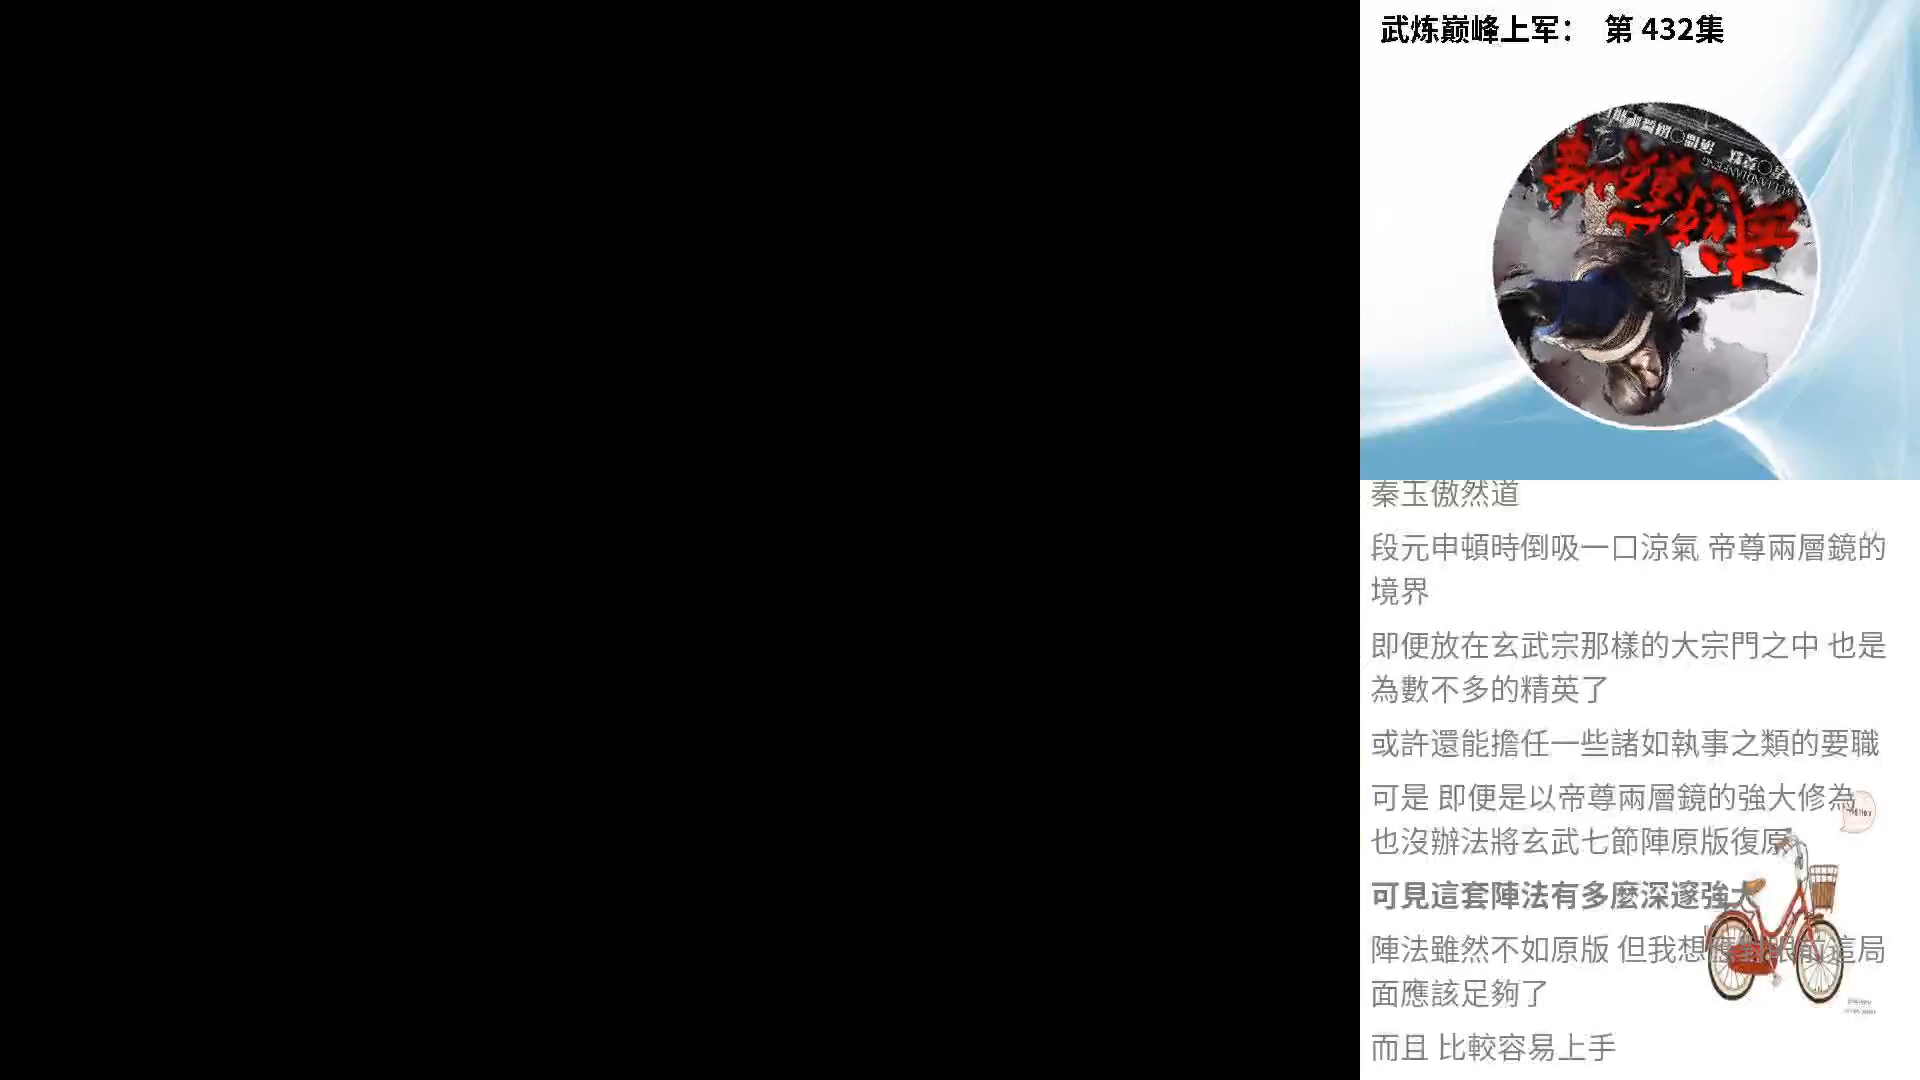 武炼巅峰上军： 第 432集
秦玉傲然道
段元申頓時倒吸一口涼氣 帝尊兩層鏡的
境界
即便放在玄武宗那樣的大宗門之中 也是
為數不多的精英了
或許還能擔任一些諸如執事之類的要職
可是 即便是以帝尊兩層鏡的強大修為
也沒辦法將玄武七節陣原版復原
可見這套陣法有多麼深邃強大
陣法雖然不如原版 但我想應對眼前這局
面應該足夠了
而且 比較容易上手